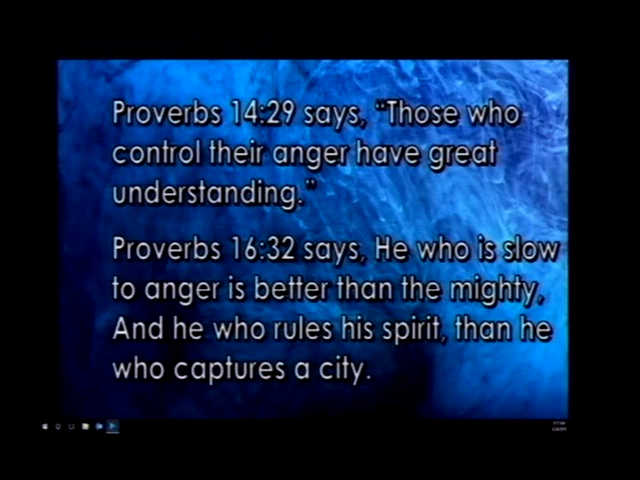 Proverbs 14:29 says, “Those who
control their anger have great
understanding.”
Proverbs 16:32 says, He who is slow
to anger is better than the mighty,
And he who rules his spirit, than he
who captures a city.